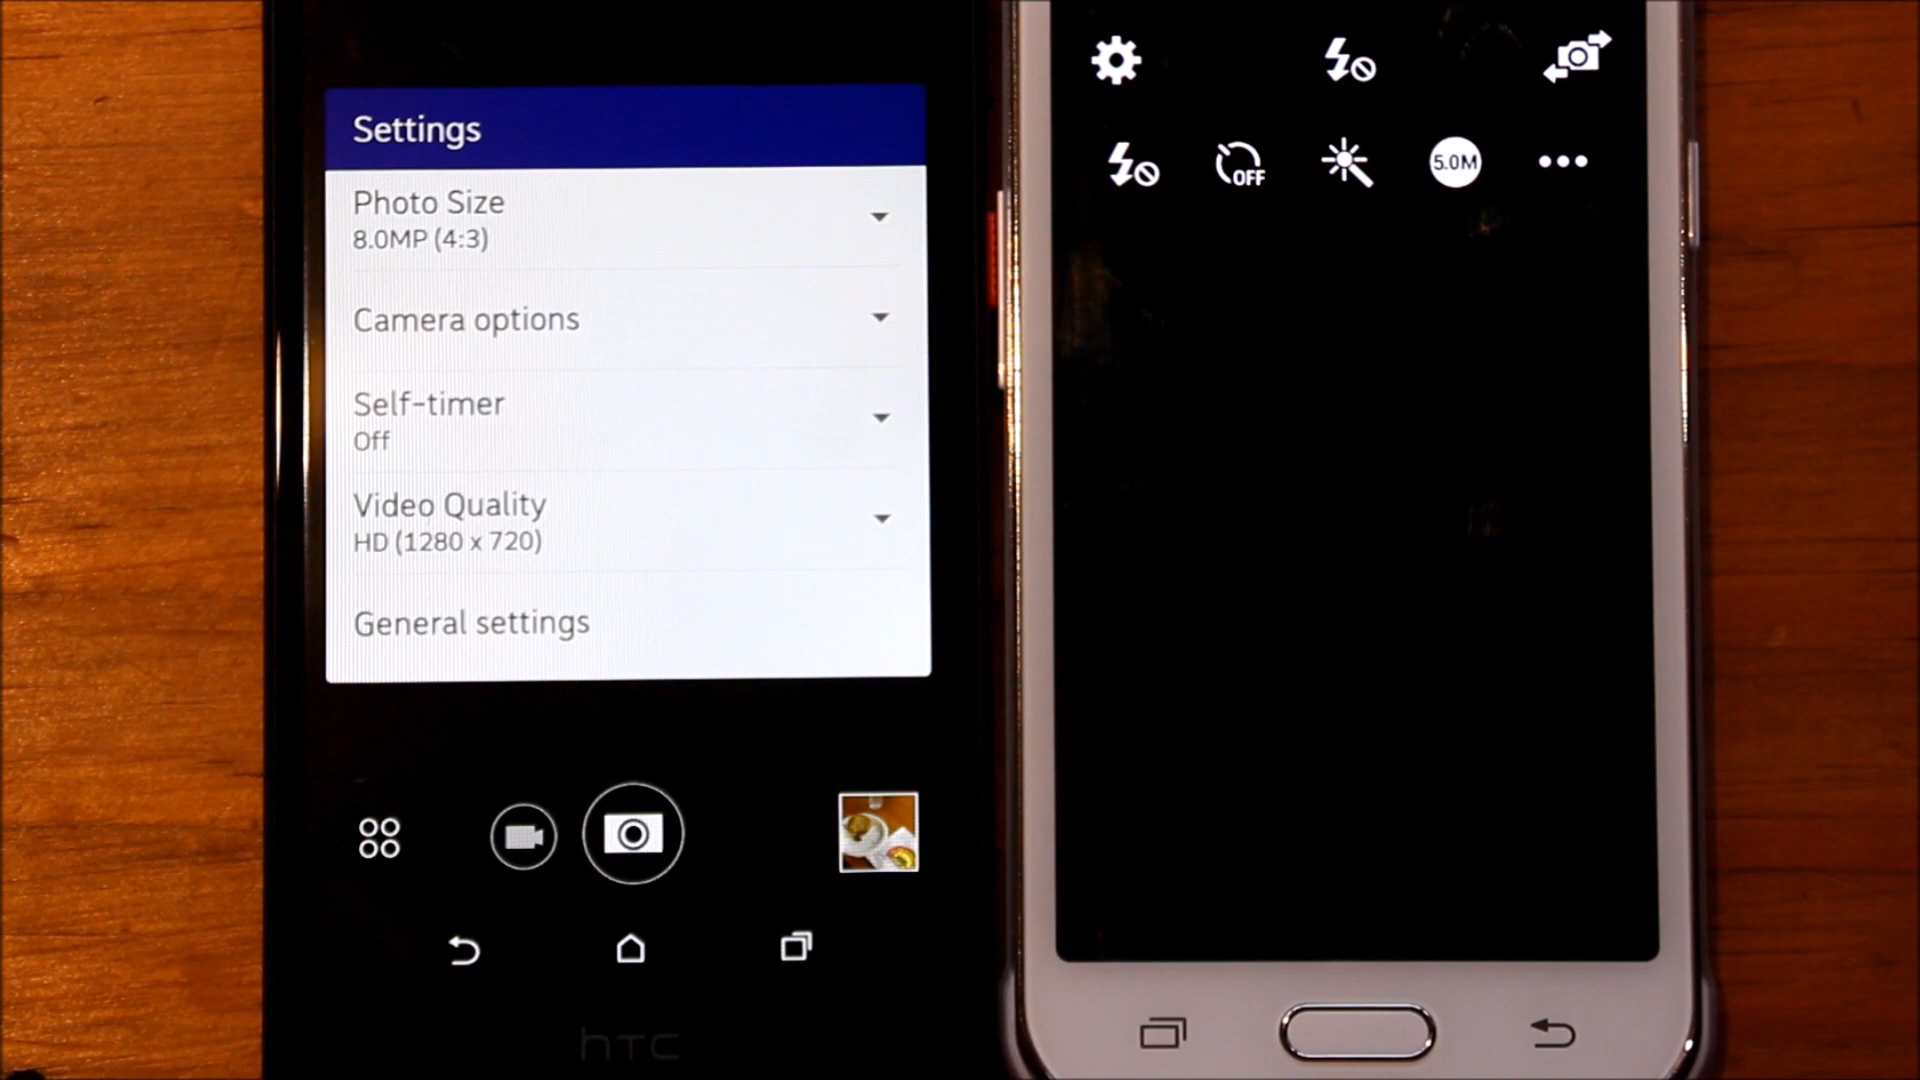 Settings
Photo Size
8.0MP (4:3)
Camera options
Self-timer
Off
Video Quality
HD (1280 x 720)
General settings
hTC
OFF
5.0M